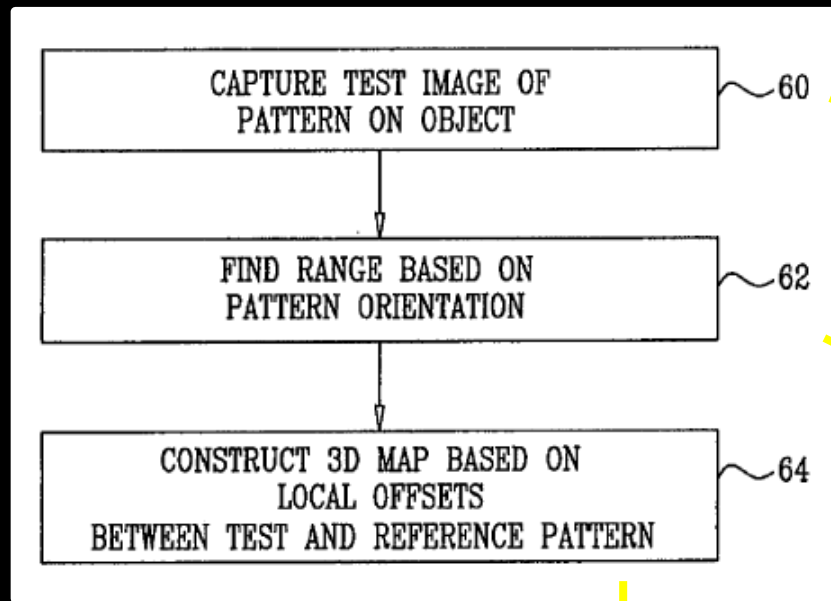 CAPTURE TEST IMAGE OF
PATTERN ON OBJECT
60
FIND RANGE BASED ON
PATTERN ORIENTATION
62
CONSTRUCT 3D MAP BASED ON
LOCAL OFFSETS
BETWEEN TEST AND REFERENCE PATTERN
64